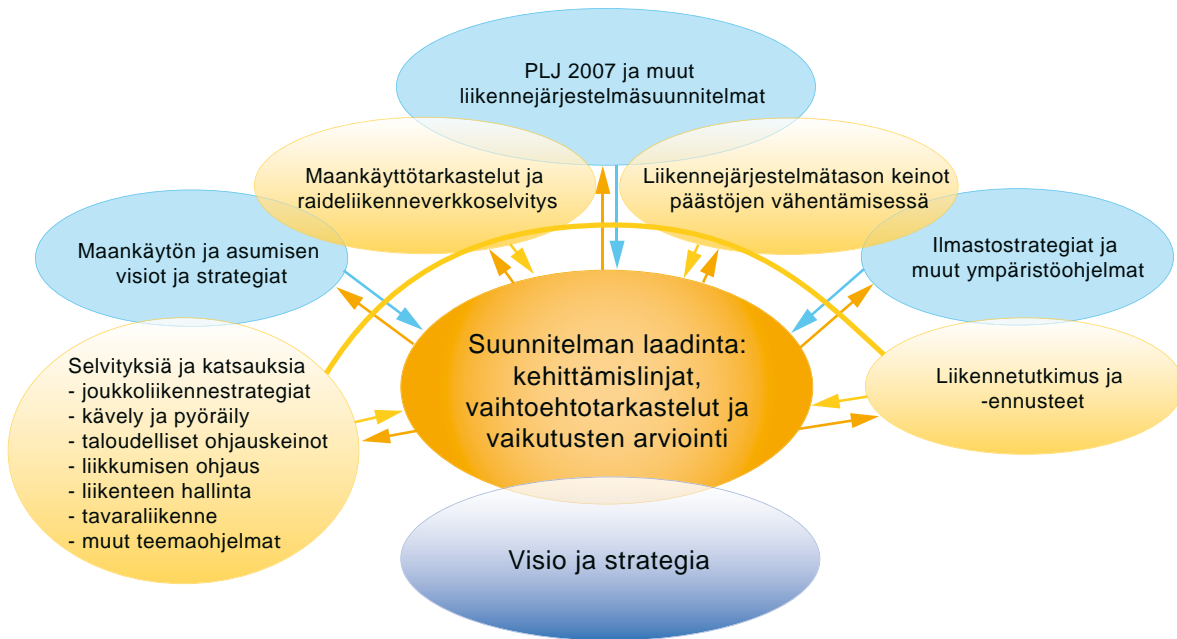 PLJ 2007 ja muut
liikennejärjestelmäsuunnitelmat
Maankäyttötarkastelut ja
raideliikenneverkkoselvitys
Liikennejärjestelmätason keinot
päästöjen vähentämisessä
Maankäytön ja asumisen
visiot ja strategiat
Ilmastostrategiat ja
muut ympäristöohjelmat
Selvityksiä ja katsauksia
- joukkoliikennestrategiat
- kävely ja pyöräily
- taloudelliset ohjauskeinot
- liikkumisen ohjaus
- liikenteen hallinta
- tavaraliikenne
- muut teemaohjelmat
Suunnitelman laadinta:
kehittämislinjat,
vaihtoehtotarkastelut ja
vaikutusten arviointi
Liikennetutkimus ja
-ennusteet
Visio ja strategia